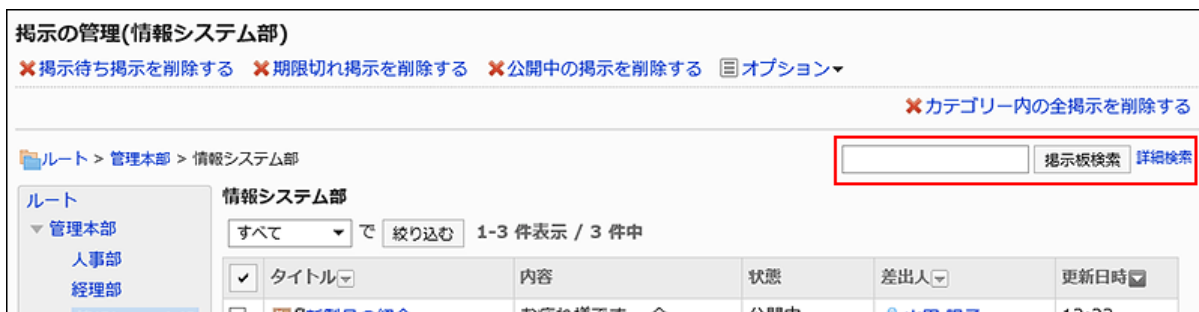 掲示の管理(情報システム部)
掲示待ち掲示を削除する 期限切れ掲示を削除する 公開中の掲示を削除する オプション
カテゴリー内の全掲示を削除する
ルート > 管理本部 > 情報システム部 掲示板検索 詳細検索
ルート
管理本部
人事部
経理部
情報システム部
すべて で 絞り込む 1-3 件表示 / 3 件中
タイトル 内容 状態 差出人 更新日時